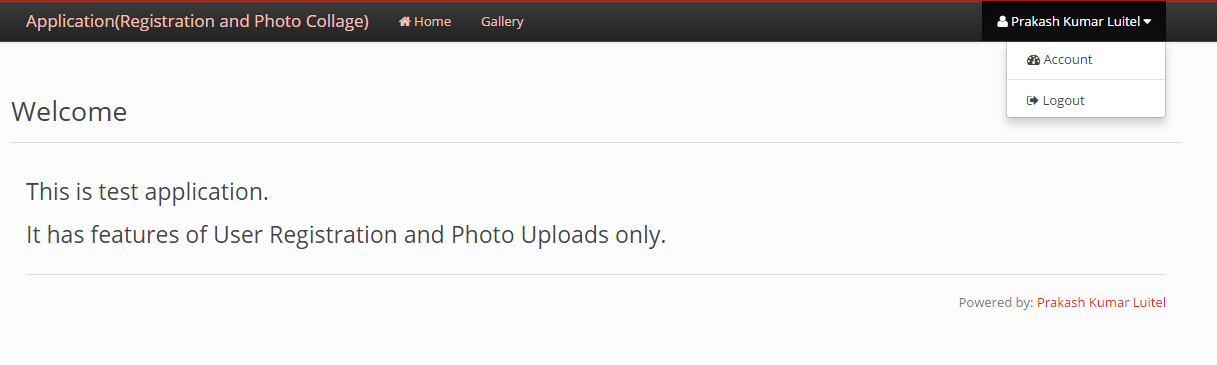 Application(Registration and Photo Collage) Home Gallery Prakash Kumar Luitel
Account
Logout
Welcome
This is test application.
It has features of User Registration and Photo Uploads only.
Powered by: Prakash Kumar Luitel